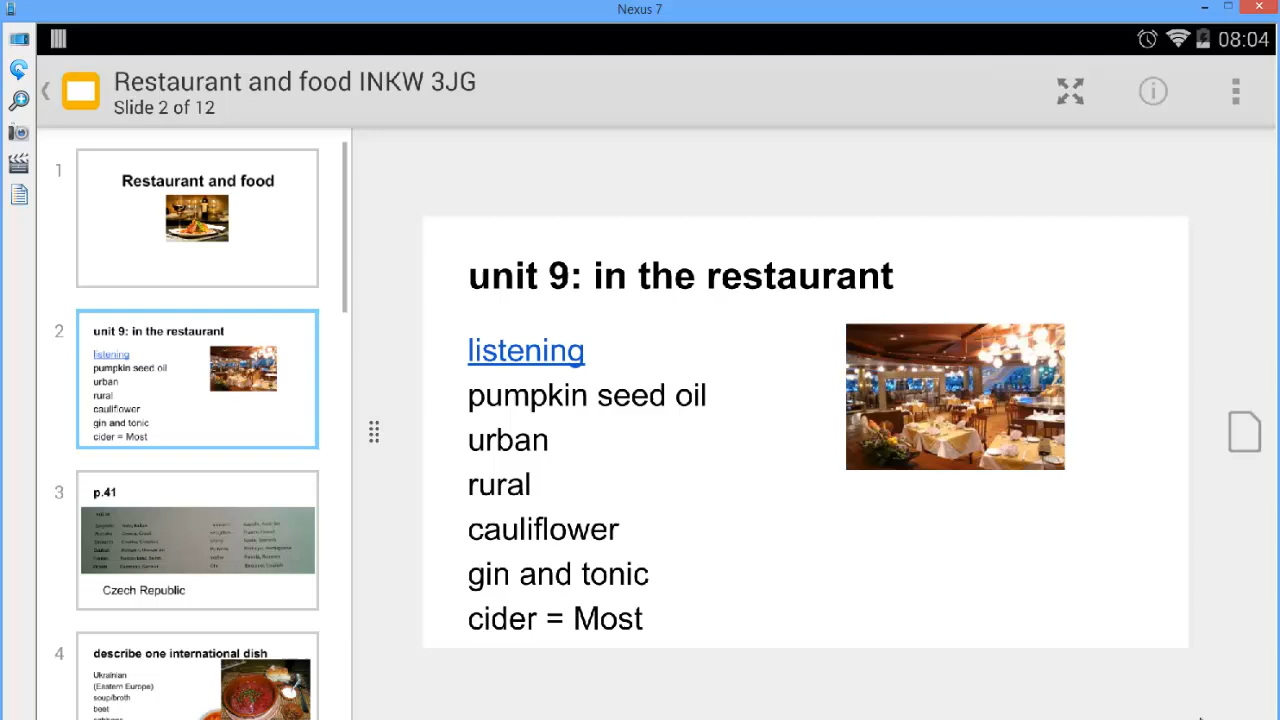 Nexus 7
08:04
Restaurant and food INKW 3JG
Slide 2 of 12
1
Restaurant and food
2
unit 9: in the restaurant
listening
pumpkin seed oil
urban
rural
cauliflower
gin and tonic
cider = Most
3
p.41
Czech Republic
4
describe one international dish
Ukrainian
(Eastern Europe)
soup/broth
beet
unit 9: in the restaurant
listening
pumpkin seed oil
urban
rural
cauliflower
gin and tonic
cider = Most